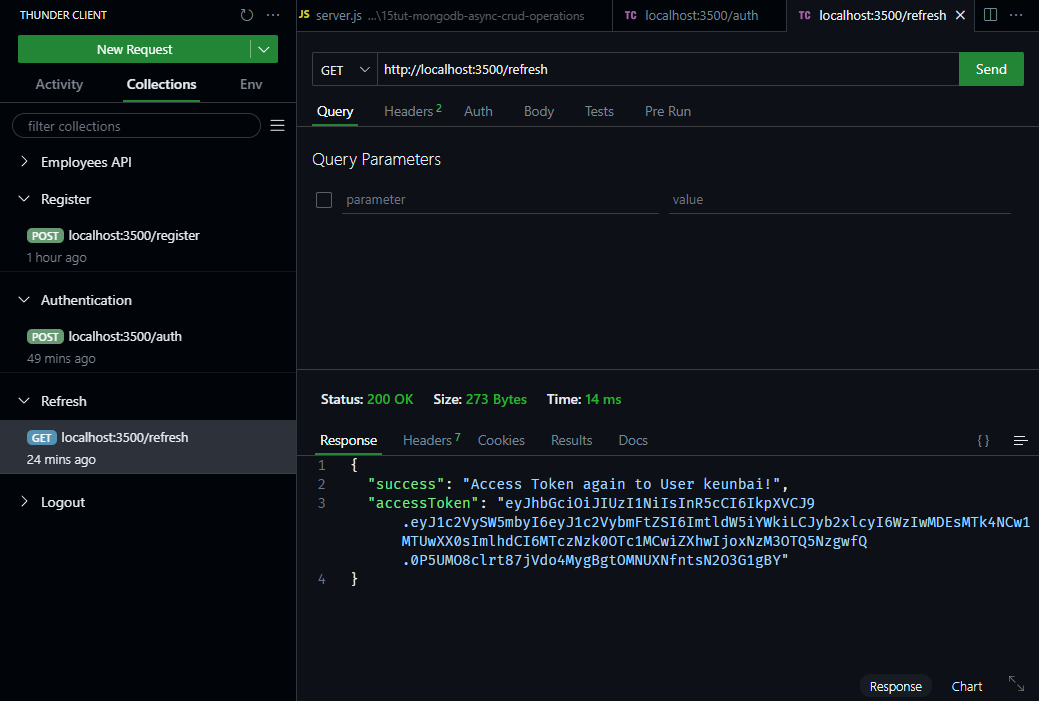 THUNDER CLIENT
New Request
Activity Collections Env
filter collections
Employees API
Register
POST localhost:3500/register
1 hour ago
Authentication
POST localhost:3500/auth
49 mins ago
Refresh
GET localhost:3500/refresh
24 mins ago
Logout
JS server.js ...\15tut-mongodb-async-crud-operations
TC localhost:3500/auth
TC localhost:3500/refresh
GET http://localhost:3500/refresh Send
Query Headers 2 Auth Body Tests Pre Run
Query Parameters
parameter value
Status: 200 OK Size: 273 Bytes Time: 14 ms
Response Headers 7 Cookies Results Docs { }
1 {
2 "success": "Access Token again to User keunbai!",
3 "accessToken": "eyJhbGciOiJIUzI1NiIsInR5cCI6IkpXVCJ9
.eyJ1c2VySW5mbyI6eyJ1c2VybmFtZSI6ImtldW5iYWkiLCJyb2xlcyI6WzIwMDEsMTk4NCw1
MTUwXX0sImlhdCI6MTczNzk0OTc1MCwiZXhwIjoxNzM3OTQ5NzgwfQ
.0P5UMO8clrt87jVdo4MygBgtOMNUXNfntsN2O3G1gBY"
4 }
Response Chart